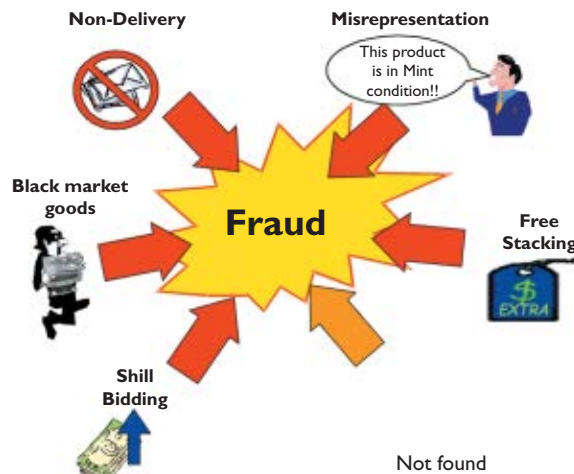 Non-Delivery
Misrepresentation
This product
is in Mint
condition!!
Black market
goods
Fraud
Free
Stacking
$
EXTRA
Shill
Bidding
Not found